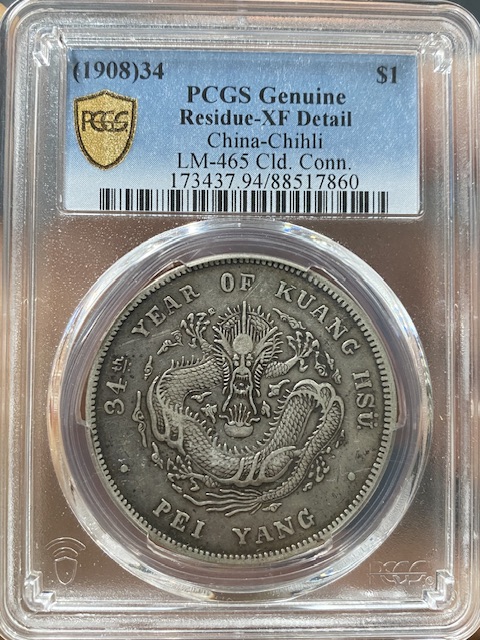 (1908)34 $1
PCGS Genuine
Residue-XF Detail
China-Chihli
LM-465 Cld. Conn.
173437.94/88517860
PCGS
34th YEAR OF KUANG HSU
PEI YANG
PCGS